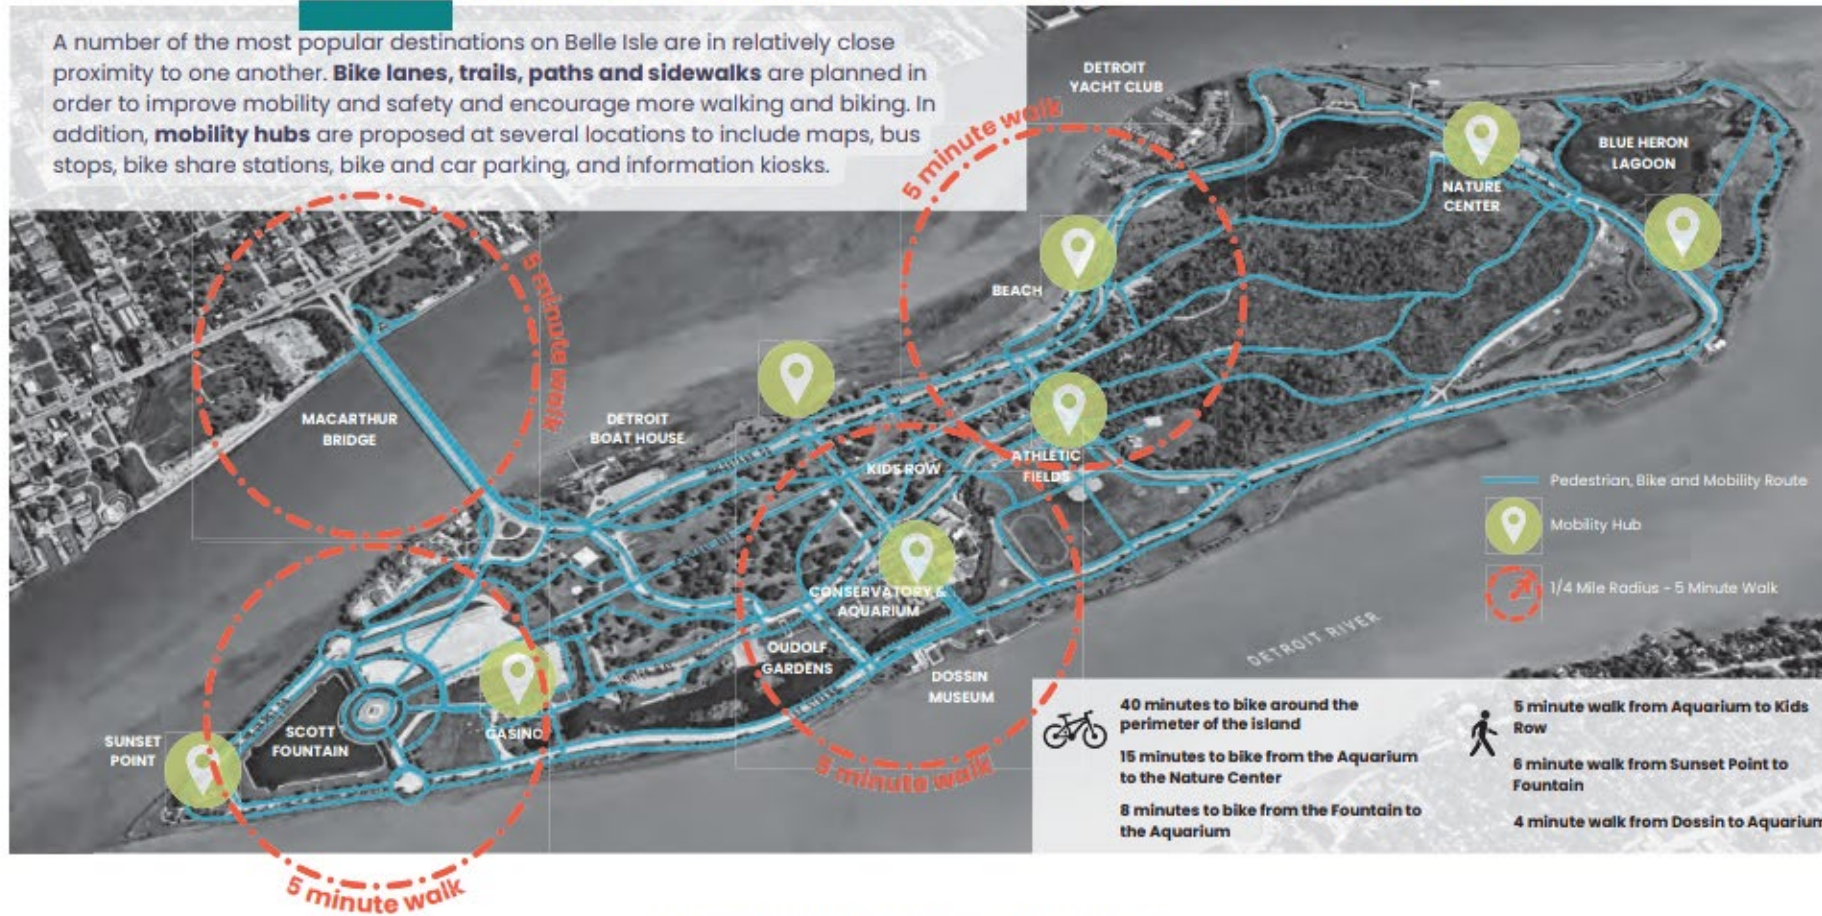 A number of the most popular destinations on Belle Isle are in relatively close
proximity to one another. Bike lanes, trails, paths and sidewalks are planned in
order to improve mobility and safety and encourage more walking and biking. In
addition, mobility hubs are proposed at several locations to include maps, bus
stops, bike share stations, bike and car parking, and information kiosks.
DETROIT
YACHT CLUB
5 minute walk
BLUE HERON
LAGOON
NATURE
CENTER
BEACH
5 minute walk
MACARTHUR
BRIDGE
DETROIT
BOAT HOUSE
KIDS ROW
ATHLETIC
FIELDS
Pedestrian, Bike and Mobility Route
Mobility Hub
1/4 Mile Radius - 5 Minute Walk
CONSERVATORY &
AQUARIUM
DETROIT RIVER
OUDOLF
GARDENS
DOSSIN
MUSEUM
SCOTT
FOUNTAIN
CASINO
SUNSET
POINT
5 minute walk
5 minute walk
40 minutes to bike around the
perimeter of the island
15 minutes to bike from the Aquarium
to the Nature Center
8 minutes to bike from the Fountain to
the Aquarium
5 minute walk from Aquarium to Kids
Row
6 minute walk from Sunset Point to
Fountain
4 minute walk from Dossin to Aquarium